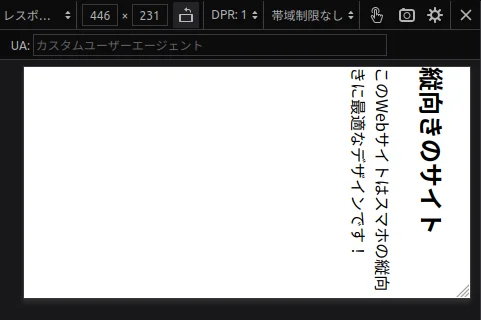 レスポ…
446 × 231
DPR: 1
帯域制限なし
UA: カスタムユーザーエージェント
縦向きのサイト
このWebサイトはスマホの縦向
きに最適なデザインです！